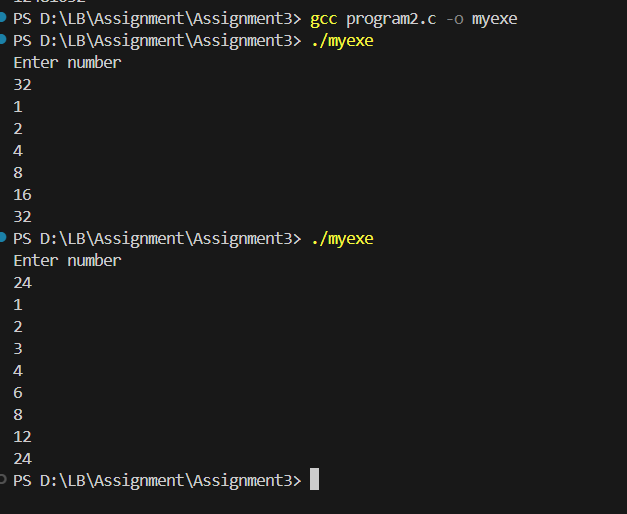 PS D:\LB\Assignment\Assignment3> gcc program2.c -o myexe
PS D:\LB\Assignment\Assignment3> ./myexe
Enter number
32
1
2
4
8
16
32
PS D:\LB\Assignment\Assignment3> ./myexe
Enter number
24
1
2
3
4
6
8
12
24
PS D:\LB\Assignment\Assignment3>